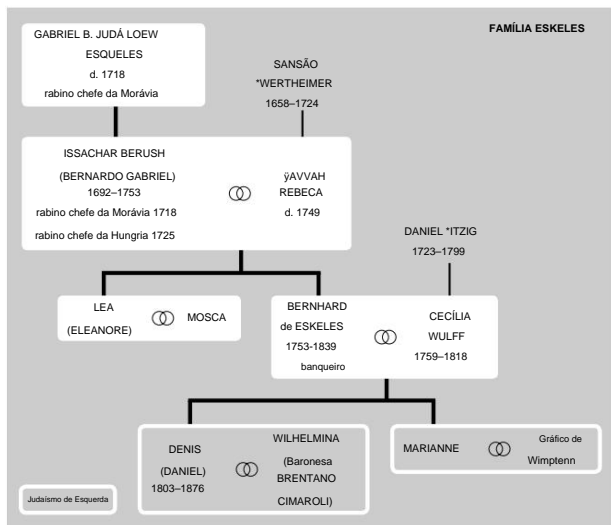 FAMÍLIA ESKELES
GABRIEL B. JUDÁ LOEW
ESQUELES
d. 1718
rabino chefe da Morávia
SANSÃO
*WERTHEIMER
1658–1724
ISSACHAR BERUSH
(BERNARDO GABRIEL)
1692–1753
rabino chefe da Morávia 1718
rabino chefe da Hungria 1725
ÿAVVAH
REBECA
d. 1749
DANIEL *ITZIG
1723–1799
LEA
(ELEANORE)
MOSCA
BERNHARD
de ESKELES
1753-1839
banqueiro
CECÍLIA
WULFF
1759–1818
DENIS
(DANIEL)
1803–1876
WILHELMINA
(Baronesa
BRENTANO
CIMAROLI)
MARIANNE
Gráfico de
Wimptenn
Judaísmo de Esquerda